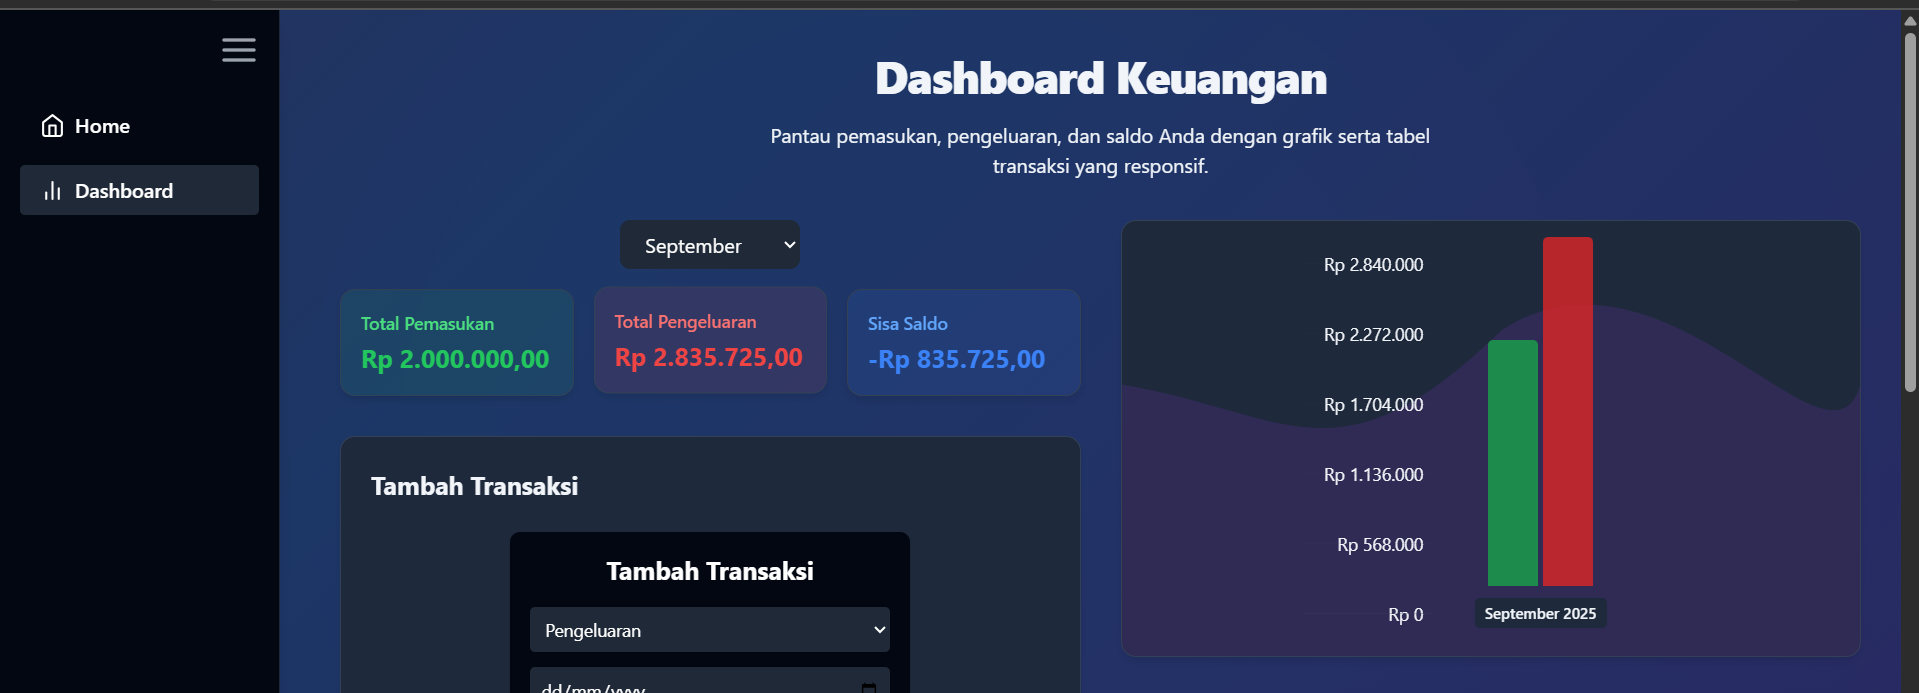 Home
Dashboard
Dashboard Keuangan
Pantau pemasukan, pengeluaran, dan saldo Anda dengan grafik serta tabel
transaksi yang responsif.
September
Total Pemasukan
Rp 2.000.000,00
Total Pengeluaran
Rp 2.835.725,00
Sisa Saldo
-Rp 835.725,00
Tambah Transaksi
Tambah Transaksi
Pengeluaran
dd/mm/yyyy
Rp 2.840.000
Rp 2.272.000
Rp 1.704.000
Rp 1.136.000
Rp 568.000
Rp 0
September 2025